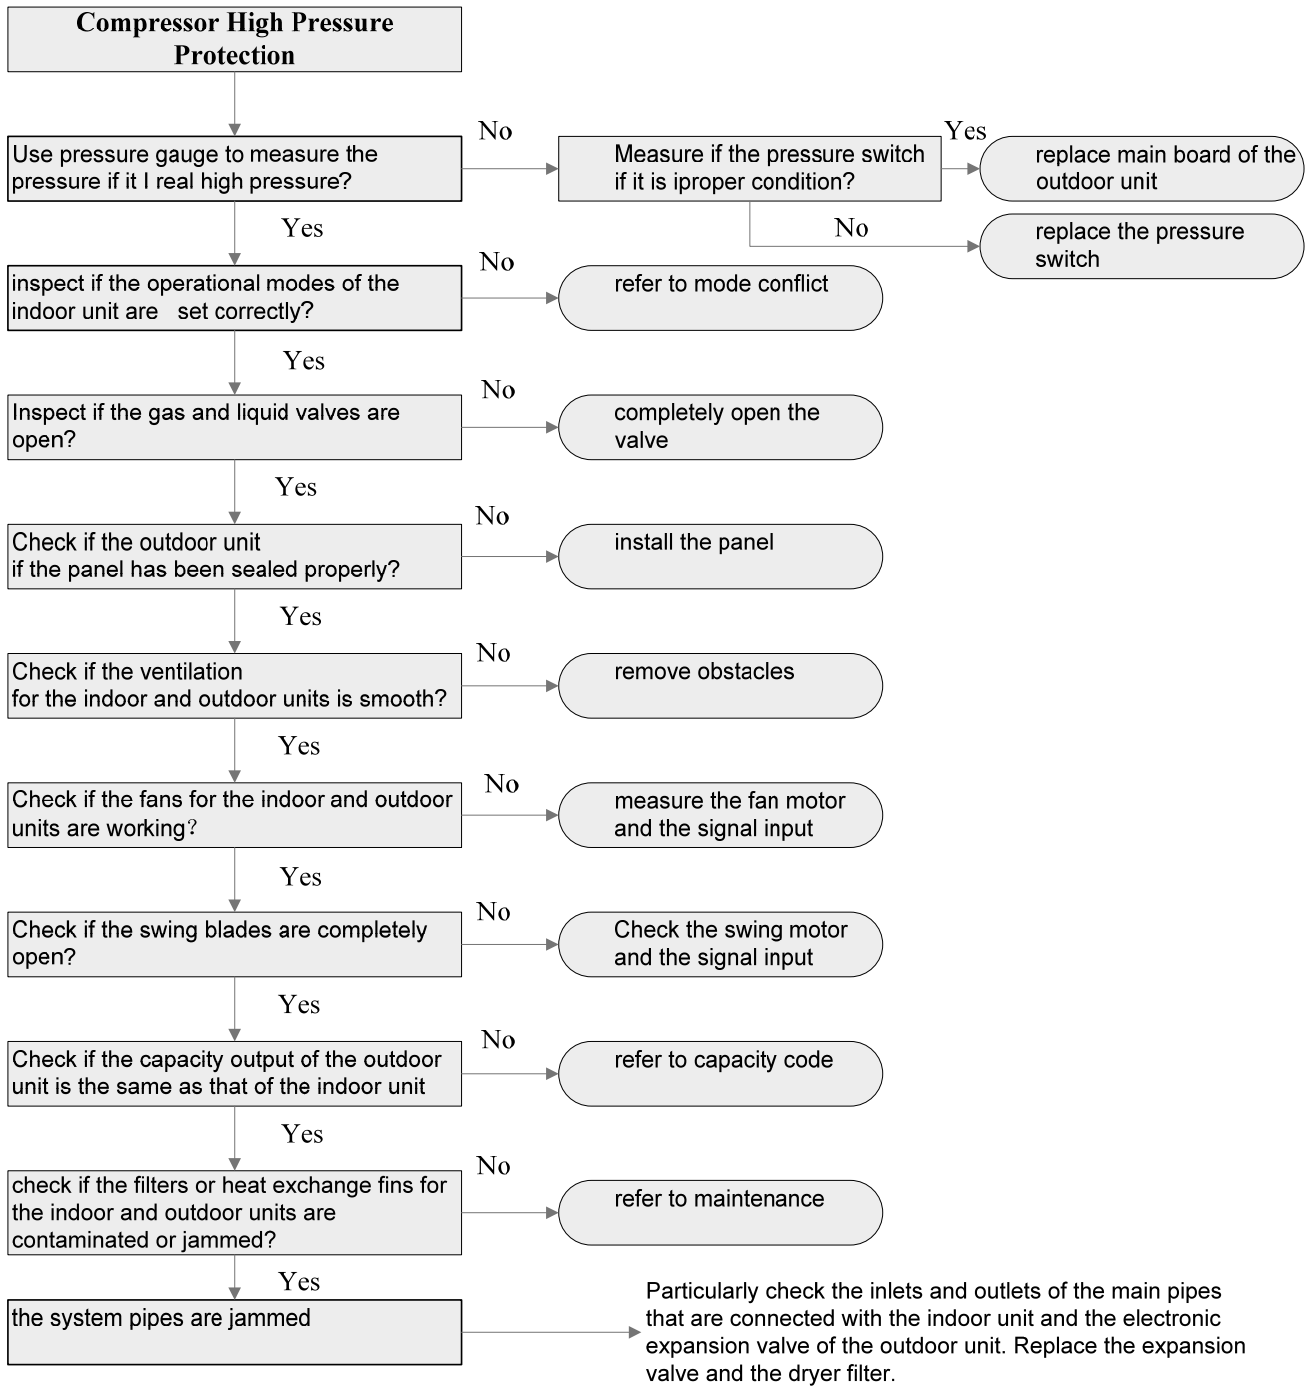 Compressor High Pressure
Protection
No
Yes
Use pressure gauge to measure the
pressure if it I real high pressure?
Measure if the pressure switch
if it is iproper condition?
replace main board of the
outdoor unit
Yes
No
replace the pressure
switch
No
inspect if the operational modes of the
indoor unit are set correctly?
refer to mode conflict
Yes
No
Inspect if the gas and liquid valves are
open?
completely open the
valve
Yes
No
Check if the outdoor unit
if the panel has been sealed properly?
install the panel
Yes
No
Check if the ventilation
for the indoor and outdoor units is smooth?
remove obstacles
Yes
No
Check if the fans for the indoor and outdoor
units are working?
measure the fan motor
and the signal input
Yes
No
Check if the swing blades are completely
open?
Check the swing motor
and the signal input
Yes
No
Check if the capacity output of the outdoor
unit is the same as that of the indoor unit
refer to capacity code
Yes
No
check if the filters or heat exchange fins for
the indoor and outdoor units are
contaminated or jammed?
refer to maintenance
Yes
the system pipes are jammed
Particularly check the inlets and outlets of the main pipes
that are connected with the indoor unit and the electronic
expansion valve of the outdoor unit. Replace the expansion
valve and the dryer filter.